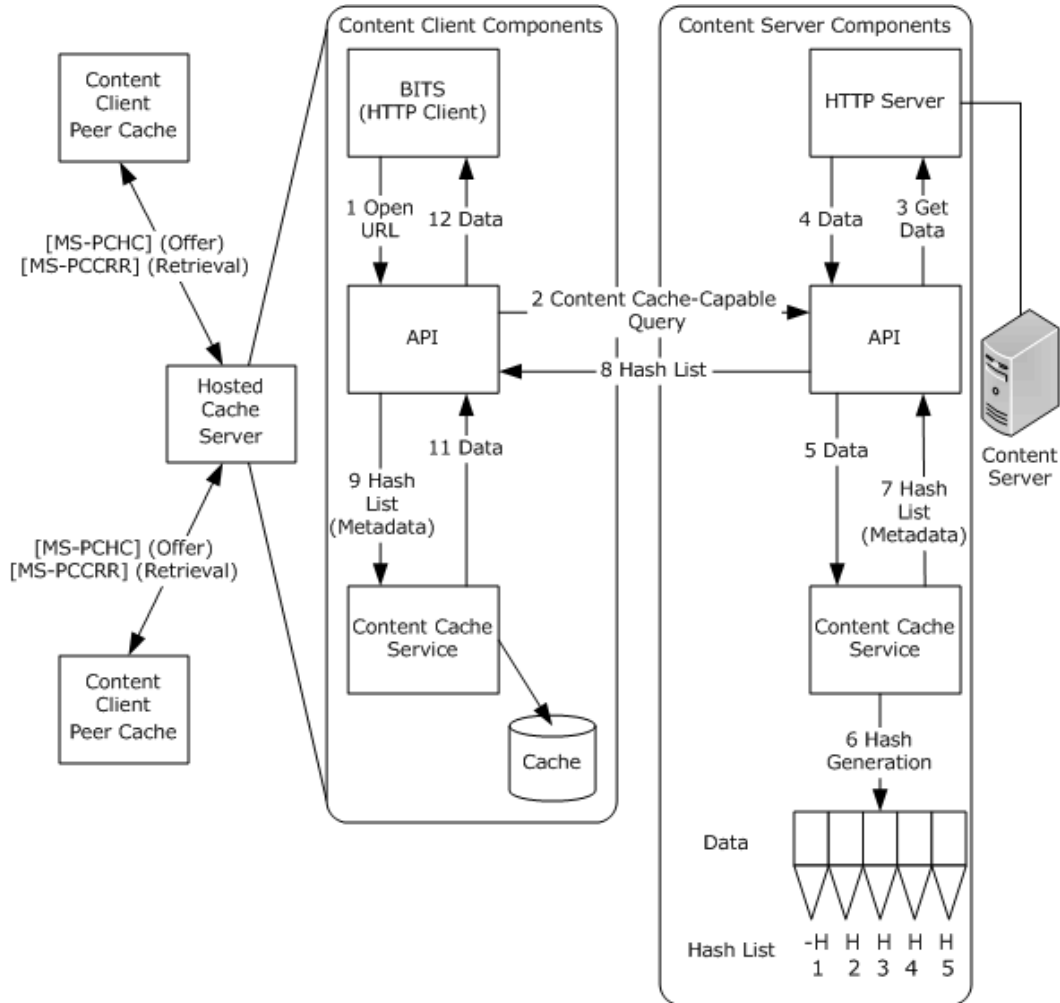 Content Client Components
Content Server Components
Content
Client
Peer Cache
BITS
(HTTP Client)
HTTP Server
1 Open
URL
12 Data
4 Data
3 Get
Data
[MS-PCHC] (Offer)
[MS-PCCRR] (Retrieval)
API
2 Content Cache-Capable
Query
API
8 Hash List
Hosted
Cache
Server
11 Data
5 Data
Content
Server
9 Hash
List
(Metadata)
7 Hash
List
(Metadata)
[MS-PCHC] (Offer)
[MS-PCCRR] (Retrieval)
Content Cache
Service
Content Cache
Service
Content
Client
Peer Cache
6 Hash
Generation
Cache
Data
Hash List
-H H H H H
1 2 3 4 5